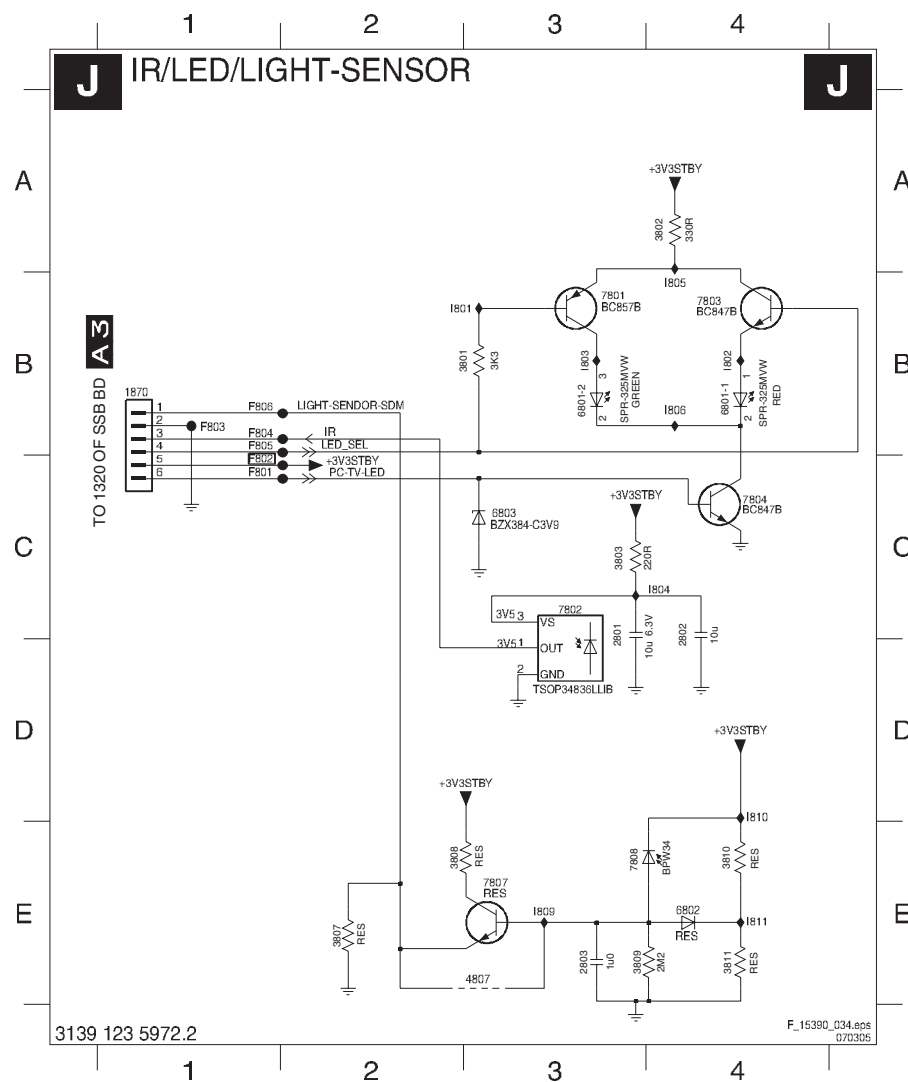 1 2 3 4
J IR/LED/LIGHT-SENSOR J
+3V3STBY
A A
3802
330R
I805
I801
7801
BC857B
7803
BC847B
TO 1320 OF SSB BD A3
3801
3K3
I803
I802
B B
3
1
6801-2
SPR-325MVW
GREEN
6801-1
SPR-325MVW
RED
2
2
I806
1870
1 F806 LIGHT-SENDOR-SDM
2 F803
3 F804 IR
4 F805 LED_SEL
5 F802 +3V3STBY
6 F801 PC-TV-LED
+3V3STBY
6803
BZX384-C3V9
7804
BC847B
C C
3803
220R
I804
7802
3V5 3 VS
3V5 1 OUT
2 GND
TSOP34836LLIB
2801
10u 6.3V
2802
10u
D D
+3V3STBY
+3V3STBY
I810
3808
RES
7808
BPW34
3810
RES
7807
RES
E E
I809
6802
RES
I811
3807
RES
2803
1u0
3809
2M2
3811
RES
4807
3139 123 5972.2
F_15390_034.eps
070305
1 2 3 4